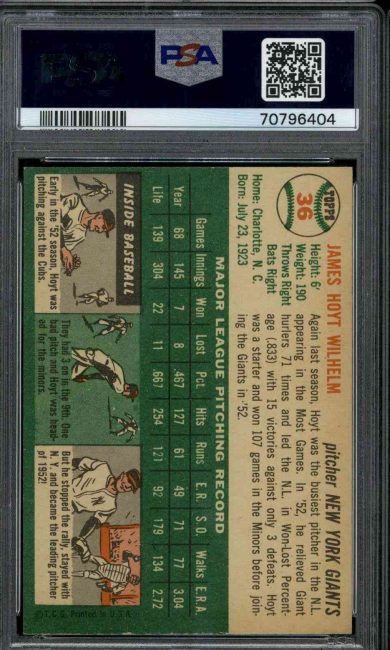 PSA
70796404
TOPPS
36
JAMES HOYT WILHELM
pitcher NEW YORK GIANTS
Height: 6'
Weight: 190
Throws Right
Bats Right
Home: Charlotte, N. C.
Born: July 23 1923
Again last season, Hoyt was the busiest pitcher in the N.L.
appearing in the Most Games. In '52, he relieved Giant
hurlers 71 times and led the N.L. in Won-Lost Percent-
age (.833) with 15 victories against only 3 defeats. Hoyt
was a starter and won 107 games in the Minors before join-
ing the Giants in '52.
MAJOR LEAGUE PITCHING RECORD
Games Innings Won Lost Pct. Hits Runs E.R. S.O. Walks E.R.A.
Year 68 145 7 8 .467 127 61 49 71 77 3.04
Life 139 304 22 11 .667 254 121 92 179 134 2.72
INSIDE BASEBALL
Early in the '52 season, Hoyt was
pitching against the Cubs.
They had 3 on in the 9th. One
bad pitch and Hoyt was head-
ed for the minors.
But he stopped the rally, stayed with
N. Y. and became the leading pitcher
of 1952!
© T. C. G. Printed in U. S. A.